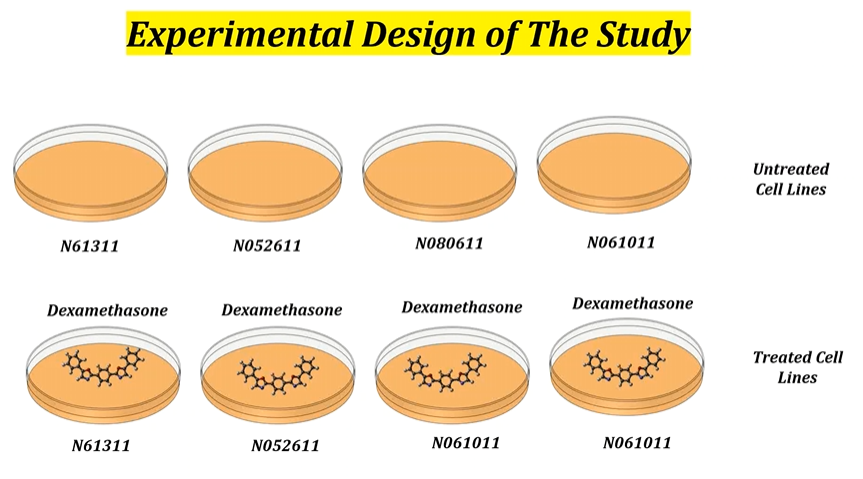 Experimental Design of The Study
Untreated
Cell Lines
N61311
N052611
N080611
N061011
Dexamethasone
Dexamethasone
Dexamethasone
Dexamethasone
Treated Cell
Lines
N61311
N052611
N061011
N061011